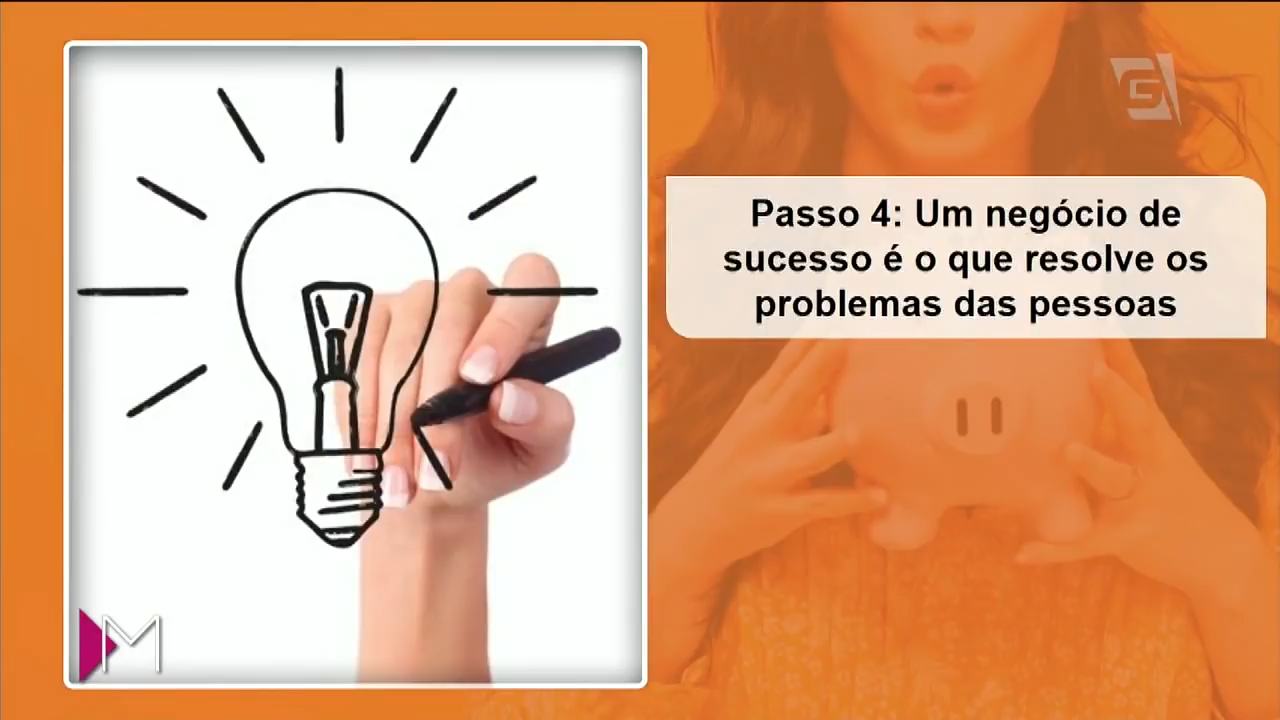 Passo 4: Um negócio de
sucesso é o que resolve os
problemas das pessoas
G
M